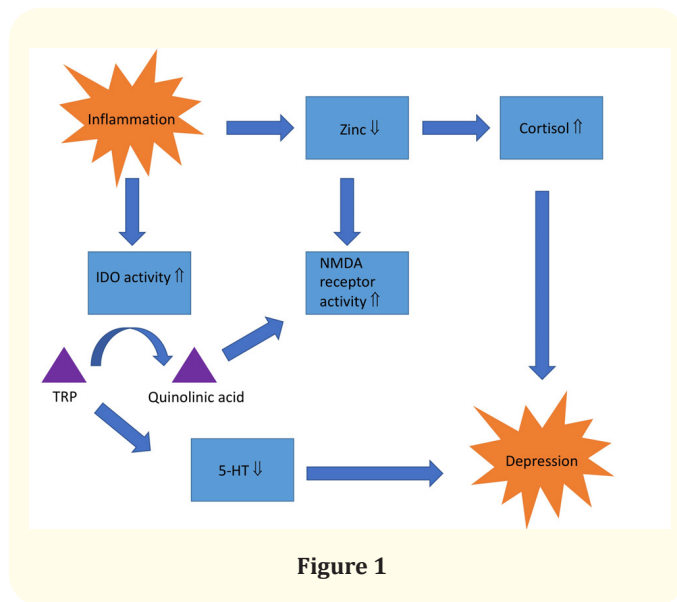 Inflammation
Zinc ⇓
Cortisol ⇑
IDO activity ⇑
NMDA
receptor
activity ⇑
TRP
Quinolinic acid
5-HT ⇓
Depression
Figure 1